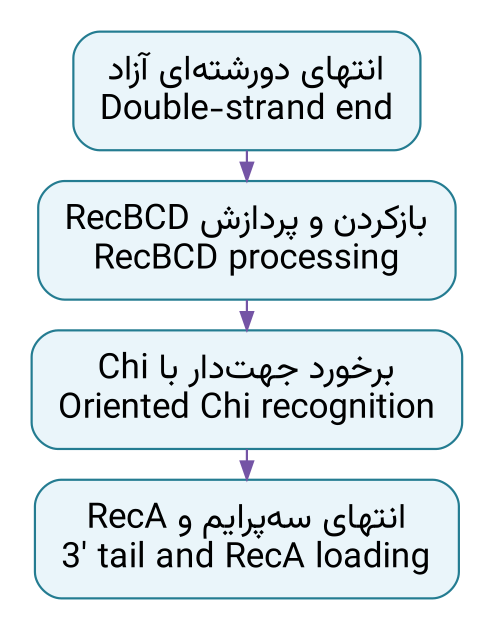 انتهای دورشته‌ای آزاد
Double-strand end
بازکردن و پردازش RecBCD
RecBCD processing
برخورد جهت‌دار با Chi
Oriented Chi recognition
انتهای سه‌پرایم و RecA
3' tail and RecA loading